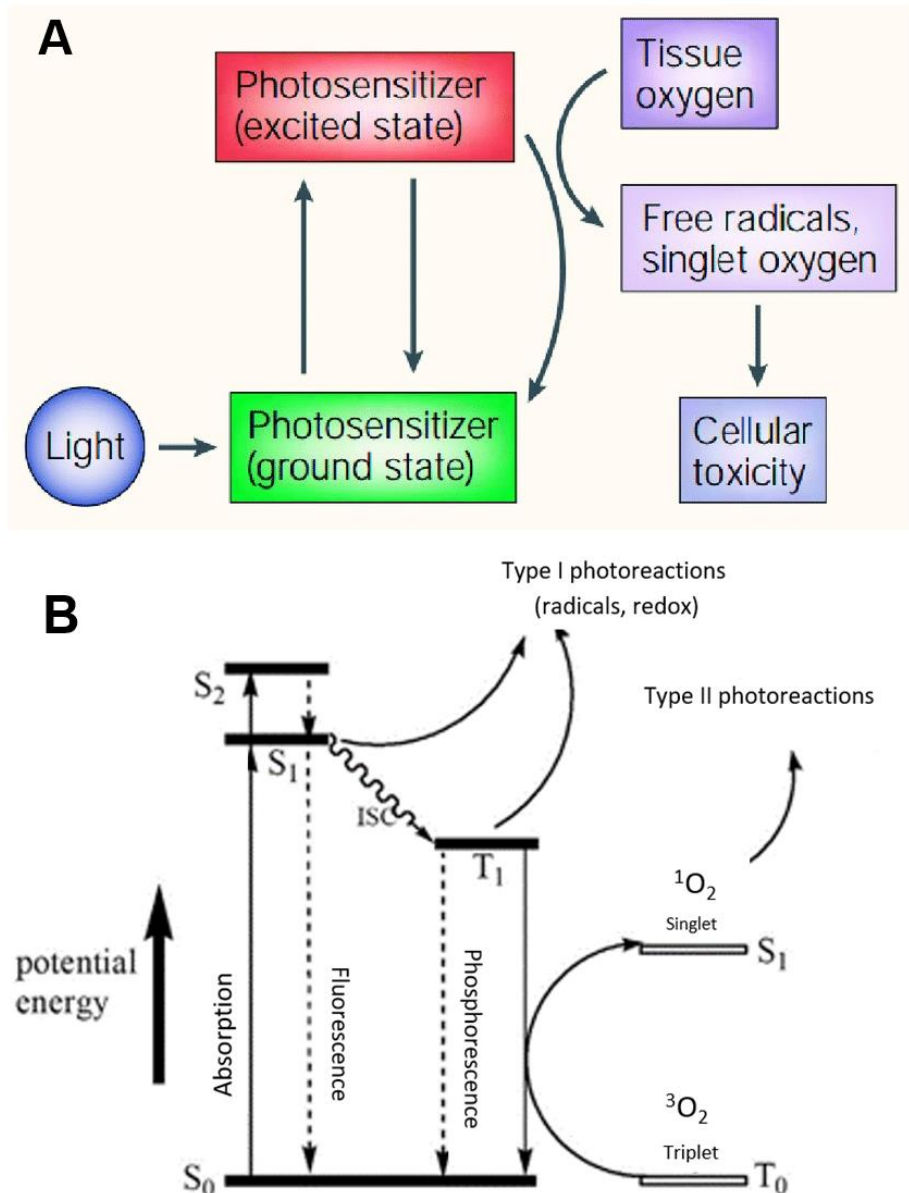 A
Photosensitizer
(excited state)
Tissue
oxygen
Free radicals,
singlet oxygen
Light
Photosensitizer
(ground state)
Cellular
toxicity
B
Type I photoreactions
(radicals, redox)
Type II photoreactions
S₂
S₁
ISC
T₁
¹O₂
Singlet
S₁
potential
energy
Absorption
Fluorescence
Phosphorescence
³O₂
Triplet
S₀
T₀